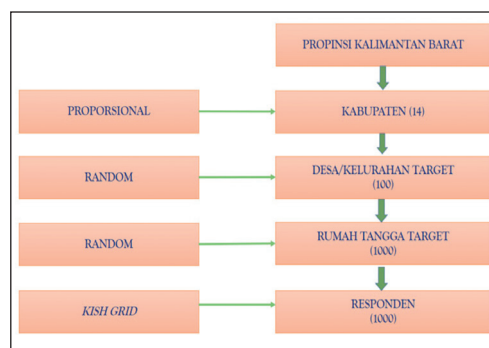 PROPINSI KALIMANTAN BARAT
PROPORSIONAL
KABUPATEN (14)
RANDOM
DESA/KELURAHAN TARGET
(100)
RANDOM
RUMAH TANGGA TARGET
(1000)
KISH GRID
RESPONDEN
(1000)